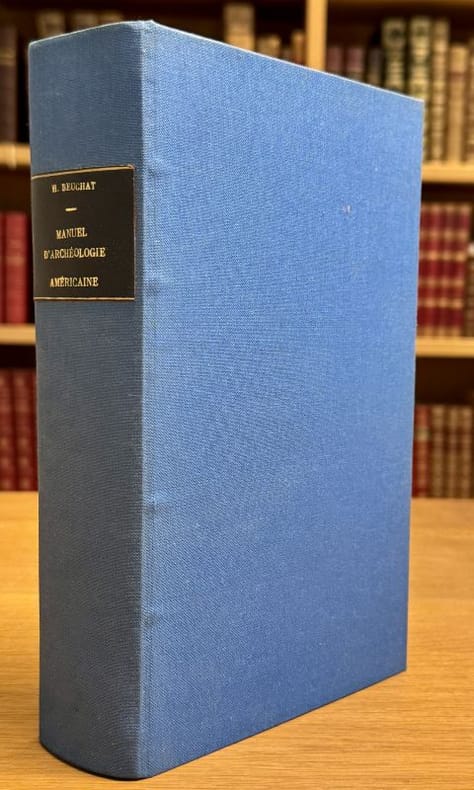 H. BEUCHAT
MANUEL
D'ARCHÉOLOGIE
AMÉRICAINE